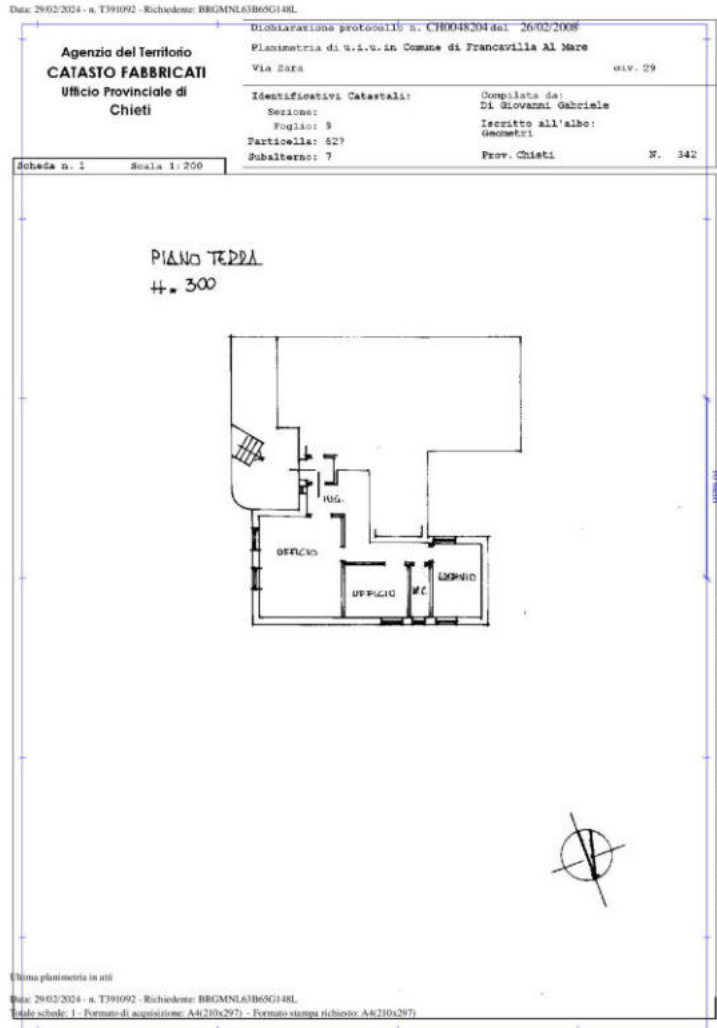 Data: 29/02/2024 - n. T391092 - Richiedente: BRGMNL63B65G148L
Agenzia del Territorio
CATASTO FABBRICATI
Ufficio Provinciale di
Chieti
Dichiarazione protocollo n. CH0048204 del 26/02/2008
Planimetria di u.i.u. in Comune di Francavilla Al Mare
Via Zara
civ. 29
Identificativi Catastali:
Sezione:
Foglio: 9
Particella: 627
Subalterno: 7
Compilata da:
Di Giovanni Gabriele
Iscritto all'albo:
Geometri
Prov. Chieti
N. 342
Scheda n. 1
Scala 1:200
PIANO TERRA
H = 300
ING.
UFFICIO
UFFICIO
W.C.
10 metri
Ultima planimetria in atti
Data: 29/02/2024 - n. T391092 - Richiedente: BRGMNL63B65G148L
Totale schede: 1 - Formato di acquisizione: A4(210x297) - Formato stampa richiesto: A4(210x297)